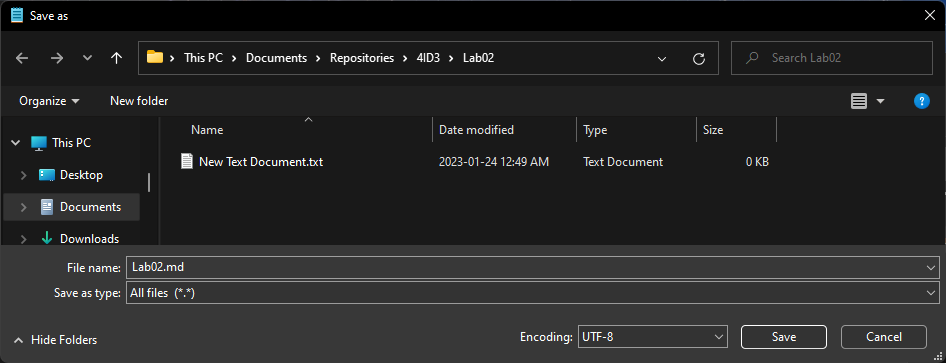 Save as
This PC > Documents > Repositories > 4ID3 > Lab02
Search Lab02
Organize
New folder
?
Name
Date modified
Type
Size
This PC
New Text Document.txt
2023-01-24 12:49 AM
Text Document
0 KB
Desktop
Documents
Downloads
File name: Lab02.md
Save as type: All files (*.*)
Hide Folders
Encoding: UTF-8
Save
Cancel